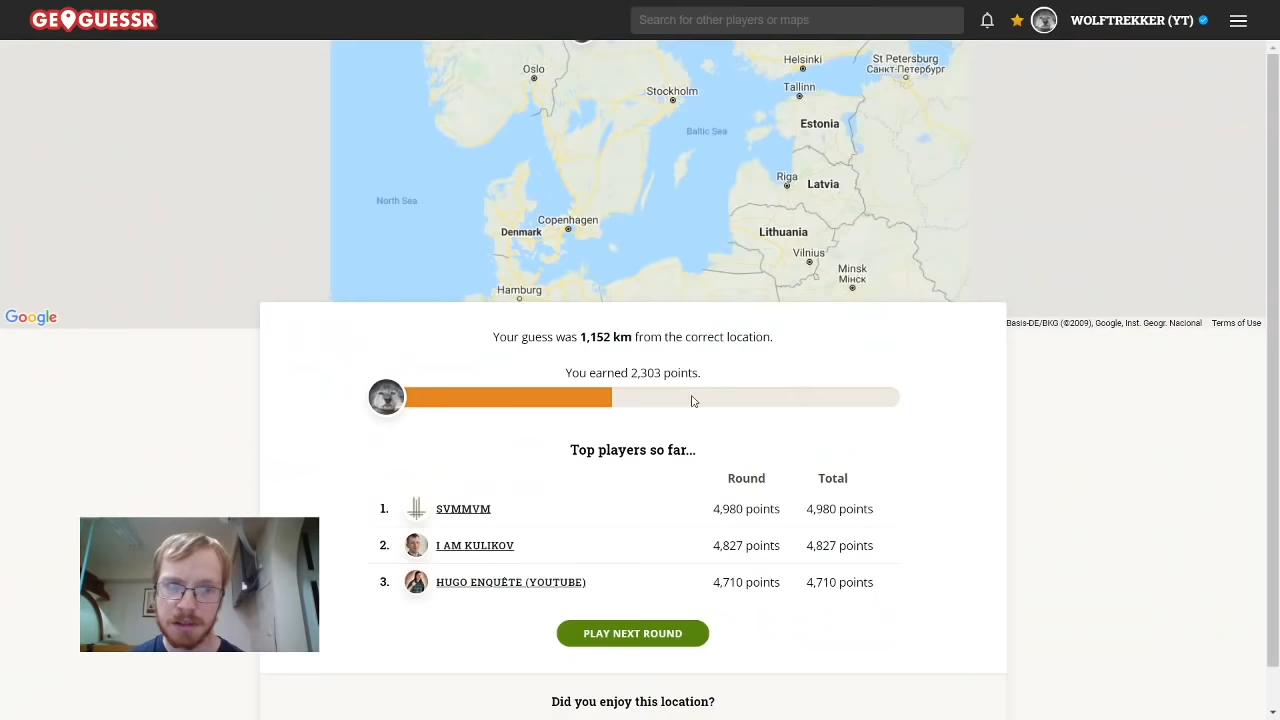 GEOGUESSR
Search for other players or maps
WOLFTREKKER (YT)
Oslo
Stockholm
Helsinki
Tallinn
St Petersburg
Санкт-Петербург
Estonia
Baltic Sea
Riga
Latvia
North Sea
Copenhagen
Denmark
Lithuania
Vilnius
Minsk
Мінск
Hamburg
Google
Basis-DE/BKG (©2009), Google, Inst. Geogr. Nacional Terms of Use
Your guess was 1,152 km from the correct location.
You earned 2,303 points.
Top players so far...
Round Total
1. SVMMVM 4,980 points 4,980 points
2. I AM KULIKOV 4,827 points 4,827 points
3. HUGO ENQUÊTE (YOUTUBE) 4,710 points 4,710 points
PLAY NEXT ROUND
Did you enjoy this location?